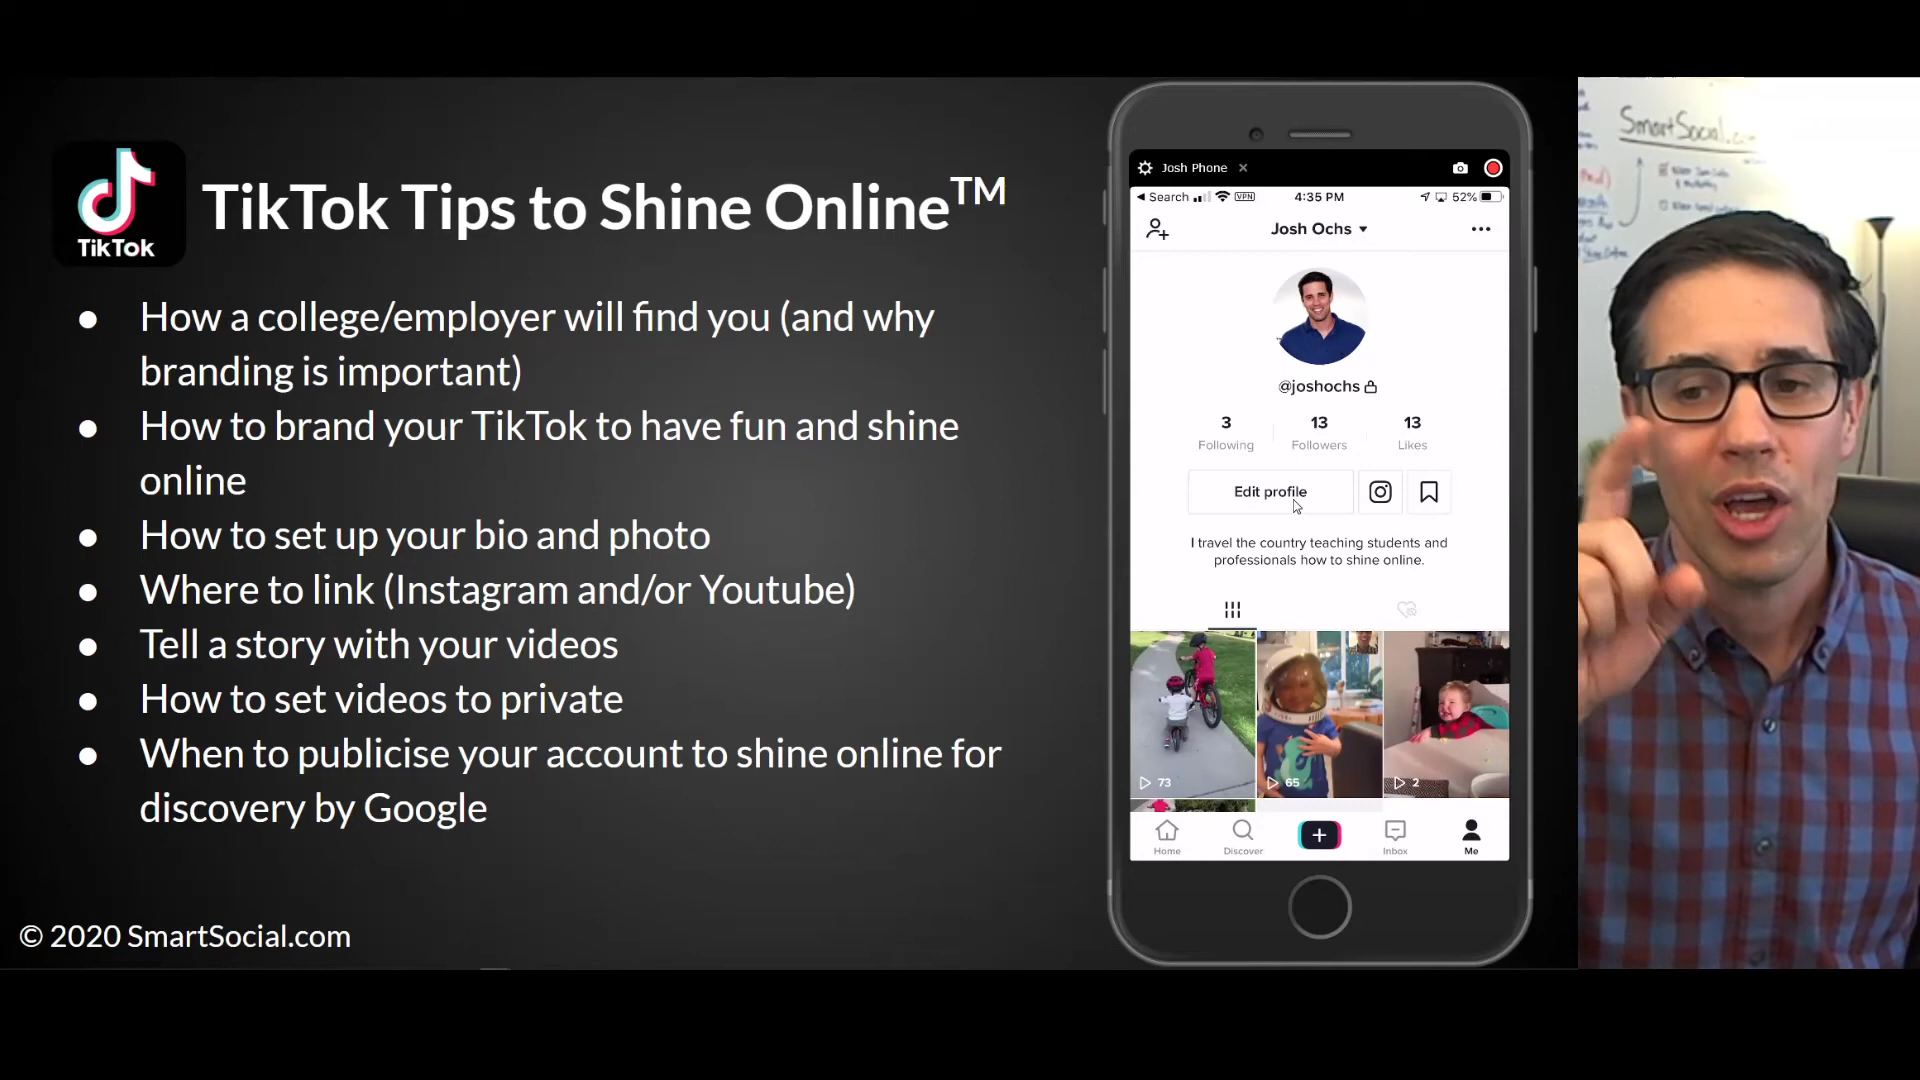 TikTok
TikTok Tips to Shine Online™
● How a college/employer will find you (and why
branding is important)
● How to brand your TikTok to have fun and shine
online
● How to set up your bio and photo
● Where to link (Instagram and/or Youtube)
● Tell a story with your videos
● How to set videos to private
● When to publicise your account to shine online for
discovery by Google
© 2020 SmartSocial.com
Josh Phone
Search VPN 4:35 PM 52%
Josh Ochs
@joshochs
3 13 13
Following Followers Likes
Edit profile
I travel the country teaching students and
professionals how to shine online.
73 65 2
Home Discover Inbox Me
SmartSocial.com